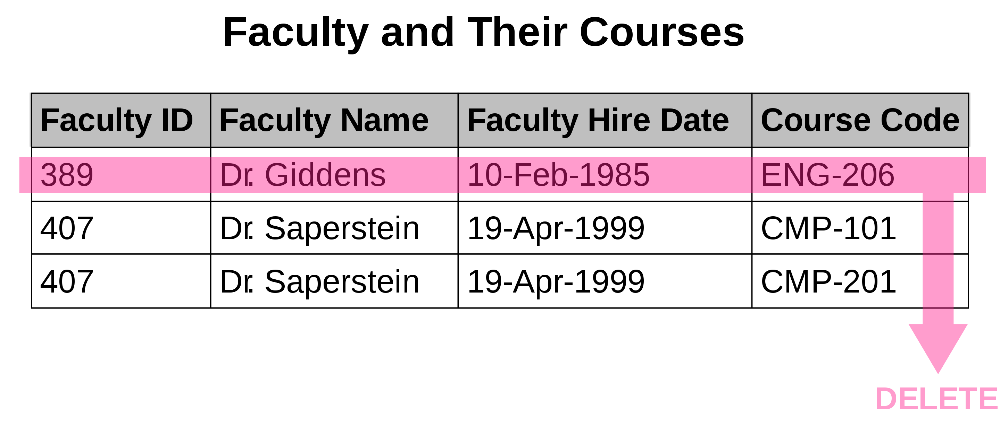 Faculty and Their Courses
Faculty ID Faculty Name Faculty Hire Date Course Code
389 Dr. Giddens 10-Feb-1985 ENG-206
407 Dr. Saperstein 19-Apr-1999 CMP-101
407 Dr. Saperstein 19-Apr-1999 CMP-201
DELETE